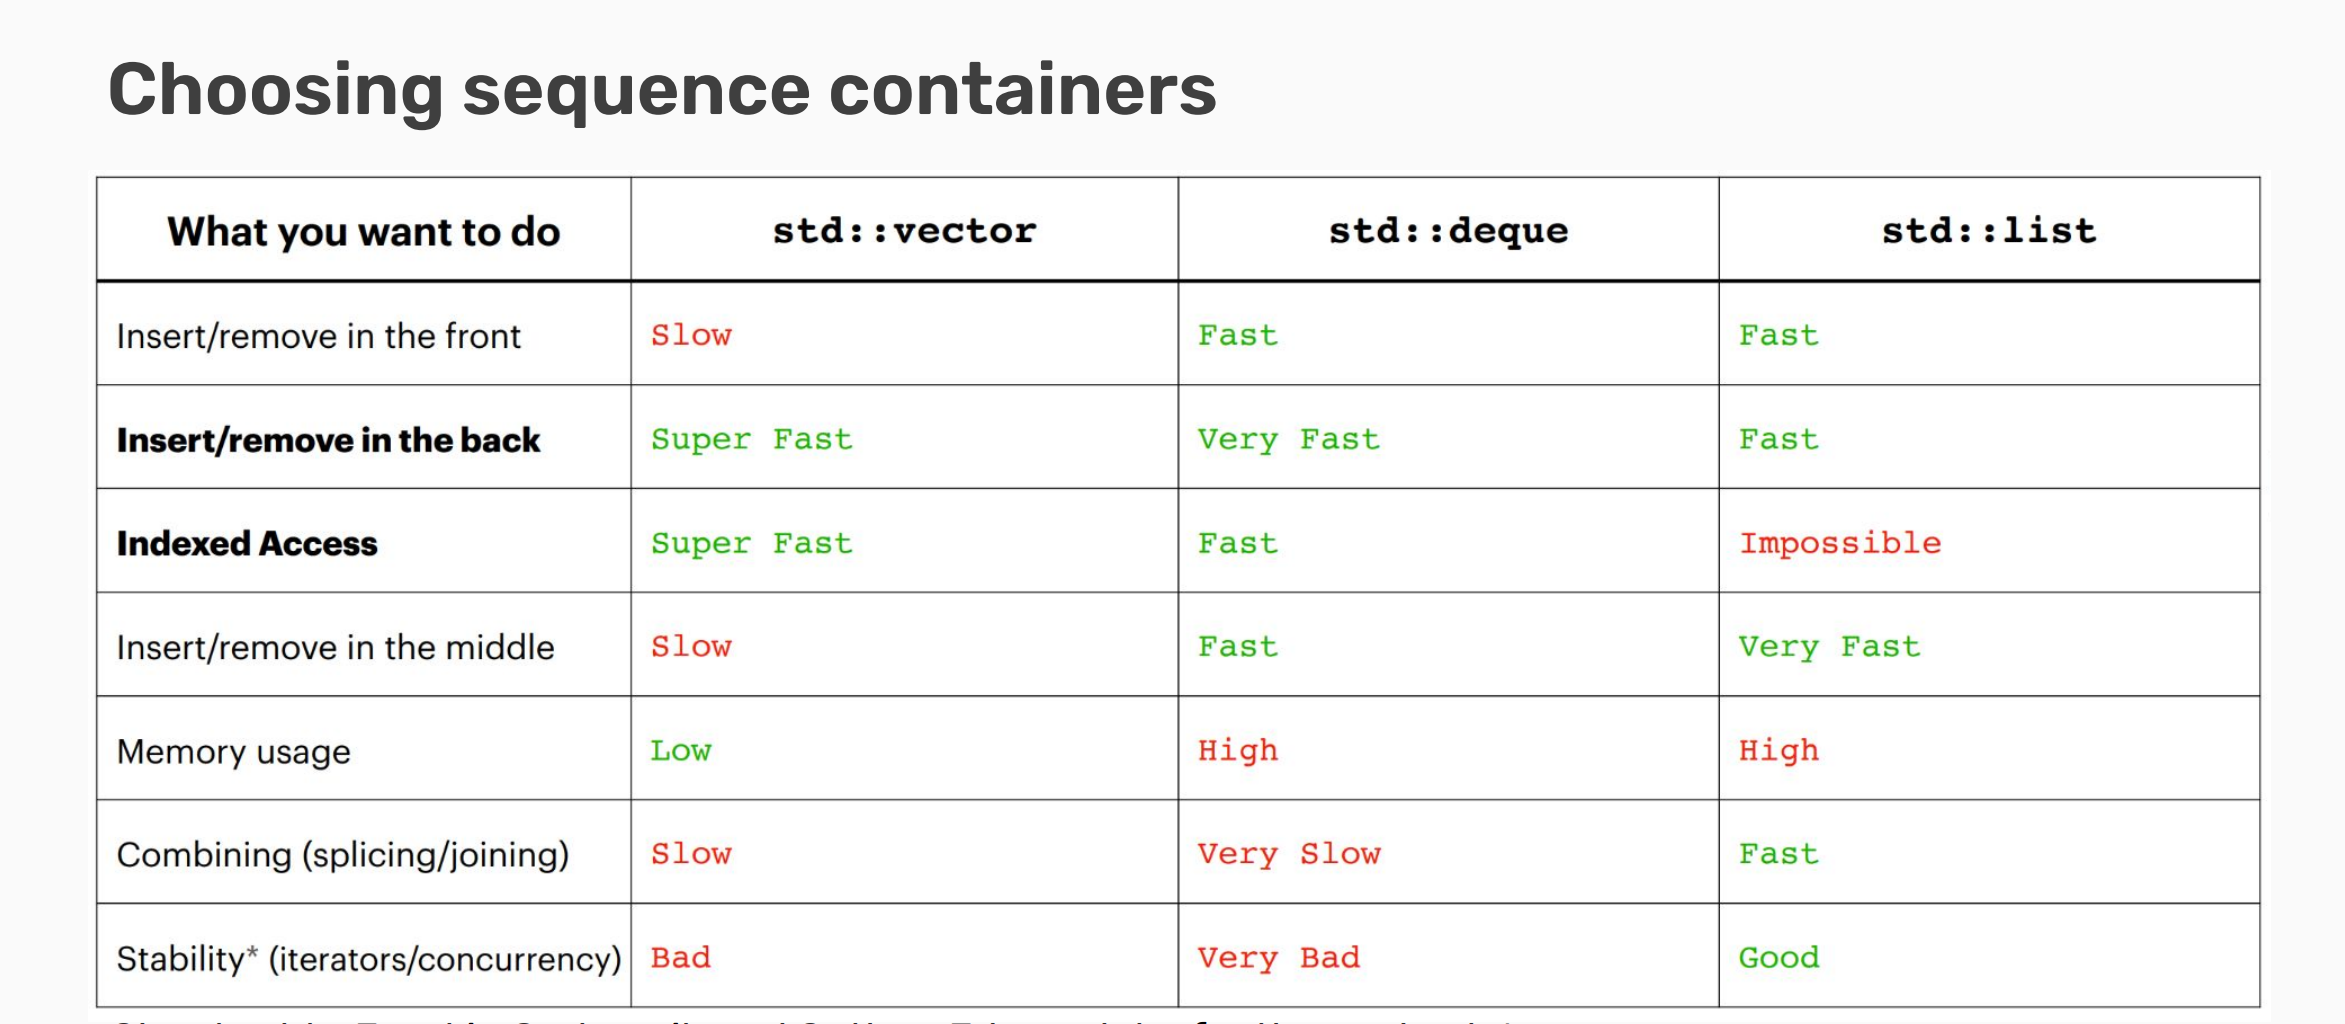 Choosing sequence containers
What you want to do std::vector std::deque std::list
Insert/remove in the front Slow Fast Fast
Insert/remove in the back Super Fast Very Fast Fast
Indexed Access Super Fast Fast Impossible
Insert/remove in the middle Slow Fast Very Fast
Memory usage Low High High
Combining (splicing/joining) Slow Very Slow Fast
Stability* (iterators/concurrency) Bad Very Bad Good